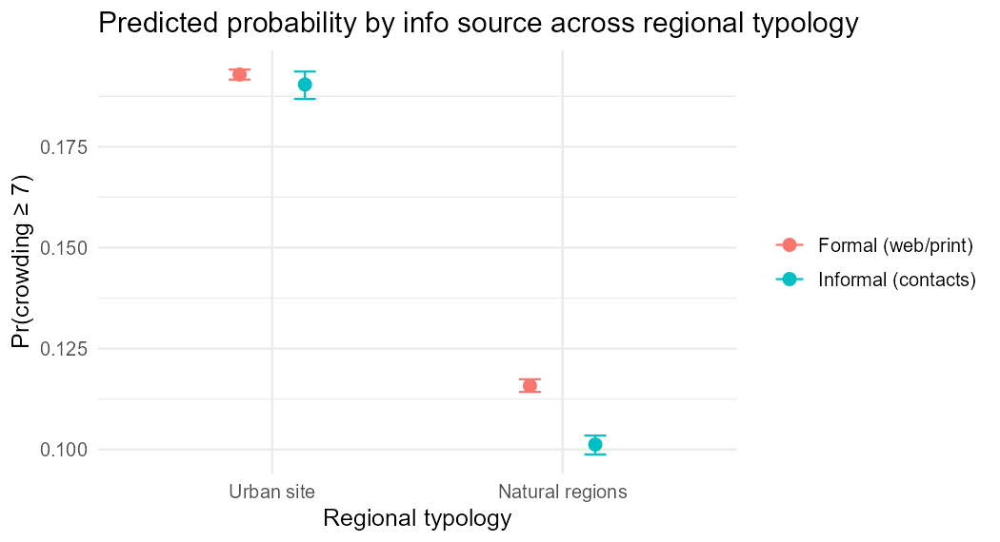 Predicted probability by info source across regional typology
Pr(crowding ≥ 7)
0.175
0.150
0.125
0.100
Urban site
Natural regions
Regional typology
Formal (web/print)
Informal (contacts)